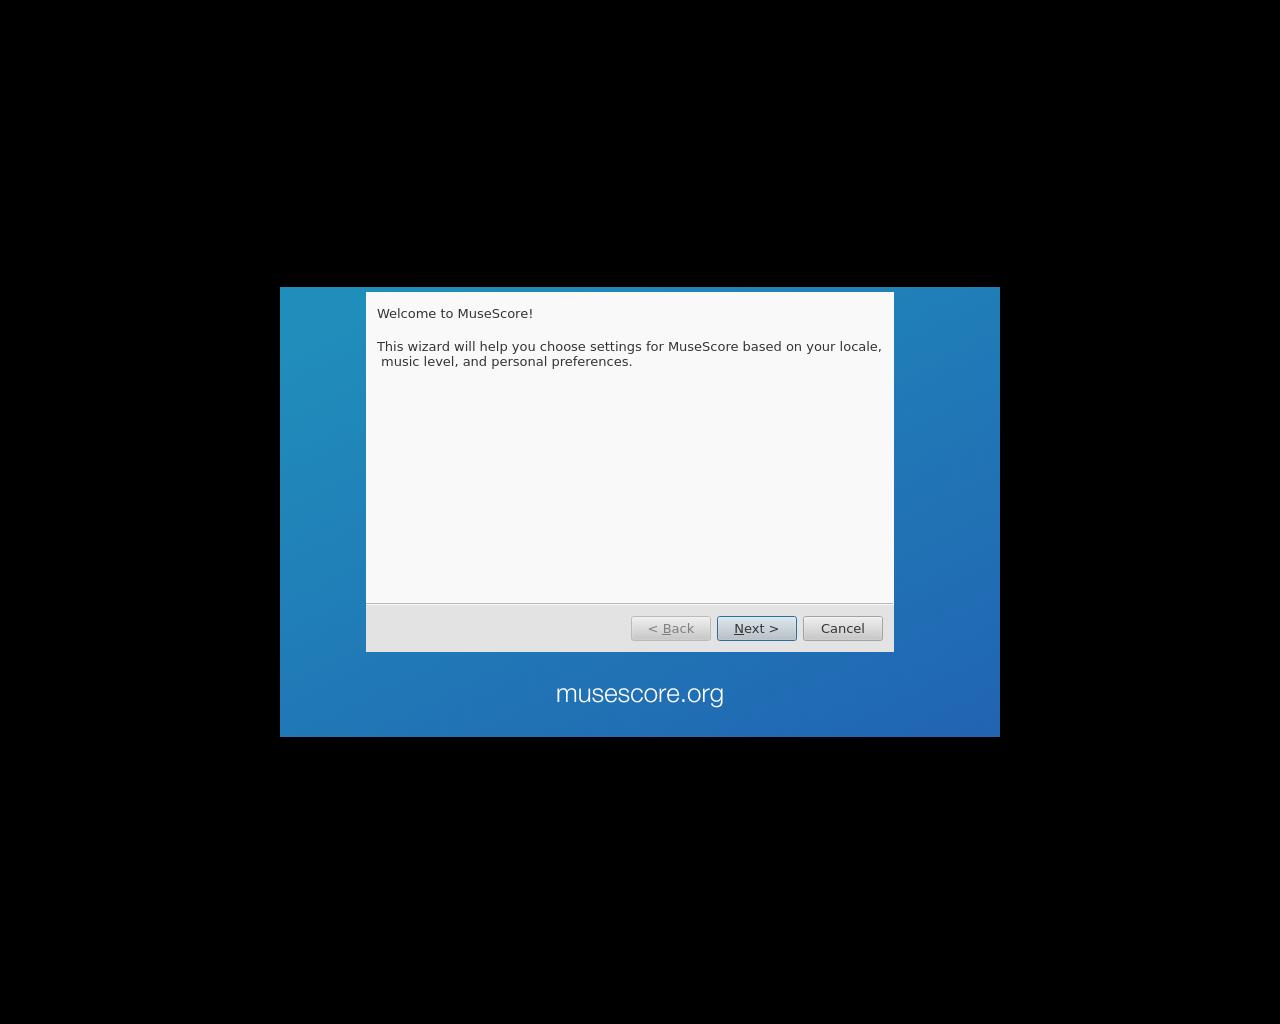 Welcome to MuseScore!
This wizard will help you choose settings for MuseScore based on your locale,
music level, and personal preferences.
< Back
Next >
Cancel
musescore.org